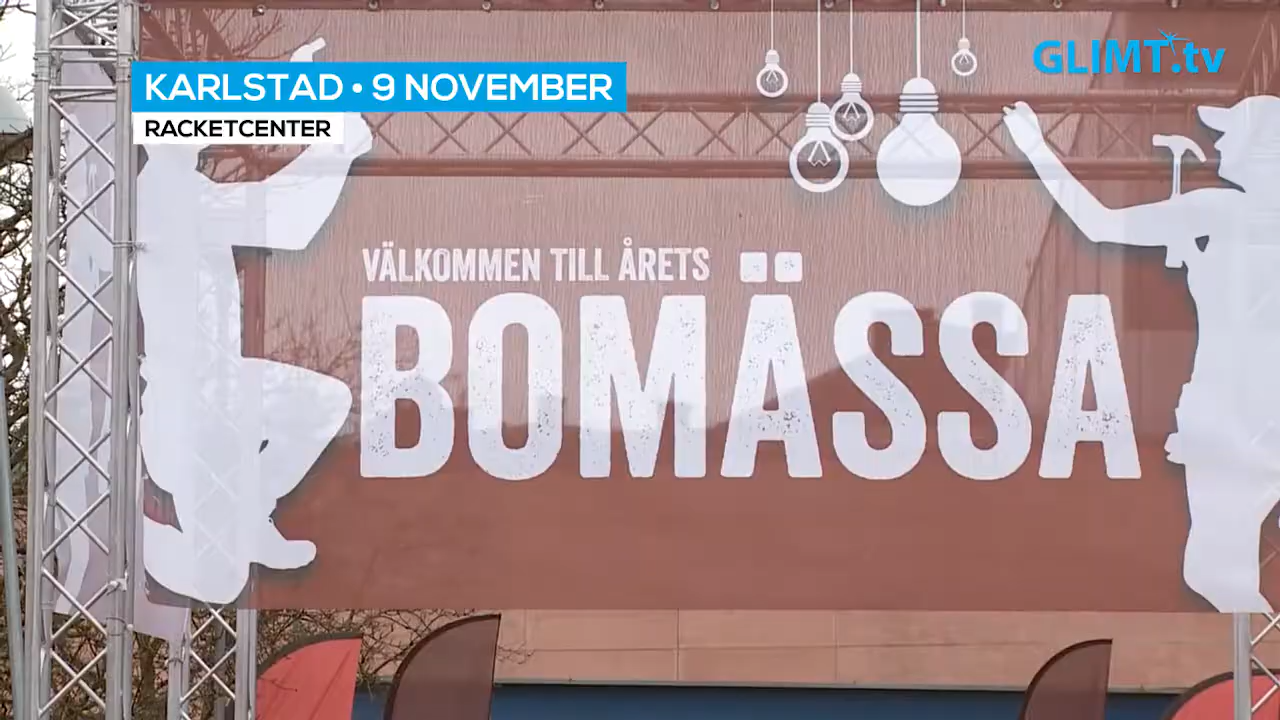 GLIMT.tv
KARLSTAD • 9 NOVEMBER
RACKETCENTER
VÄLKOMMEN TILL ÅRETS
BOMÄSSA